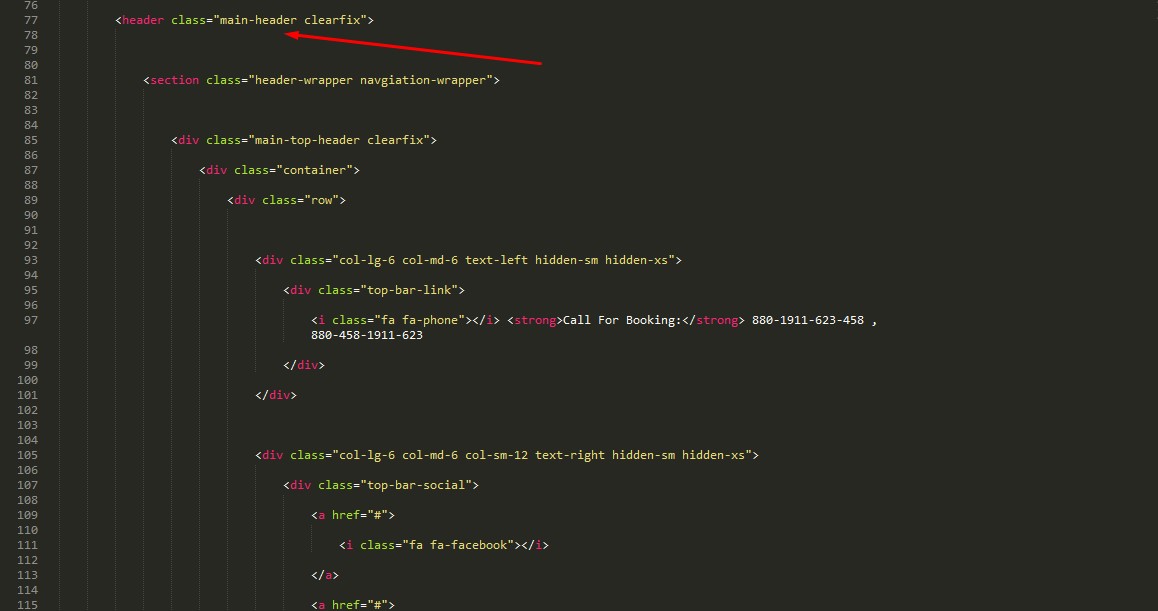 76
77 <header class="main-header clearfix">
78
79
80
81 <section class="header-wrapper navgiation-wrapper">
82
83
84
85 <div class="main-top-header clearfix">
86
87 <div class="container">
88
89 <div class="row">
90
91
92
93 <div class="col-lg-6 col-md-6 text-left hidden-sm hidden-xs">
94
95 <div class="top-bar-link">
96
97 <i class="fa fa-phone"></i> <strong>Call For Booking:</strong> 880-1911-623-458 ,
880-458-1911-623
98
99 </div>
100
101 </div>
102
103
104
105 <div class="col-lg-6 col-md-6 col-sm-12 text-right hidden-sm hidden-xs">
106
107 <div class="top-bar-social">
108
109 <a href="#">
110
111 <i class="fa fa-facebook"></i>
112
113 </a>
114
115 <a href="#">